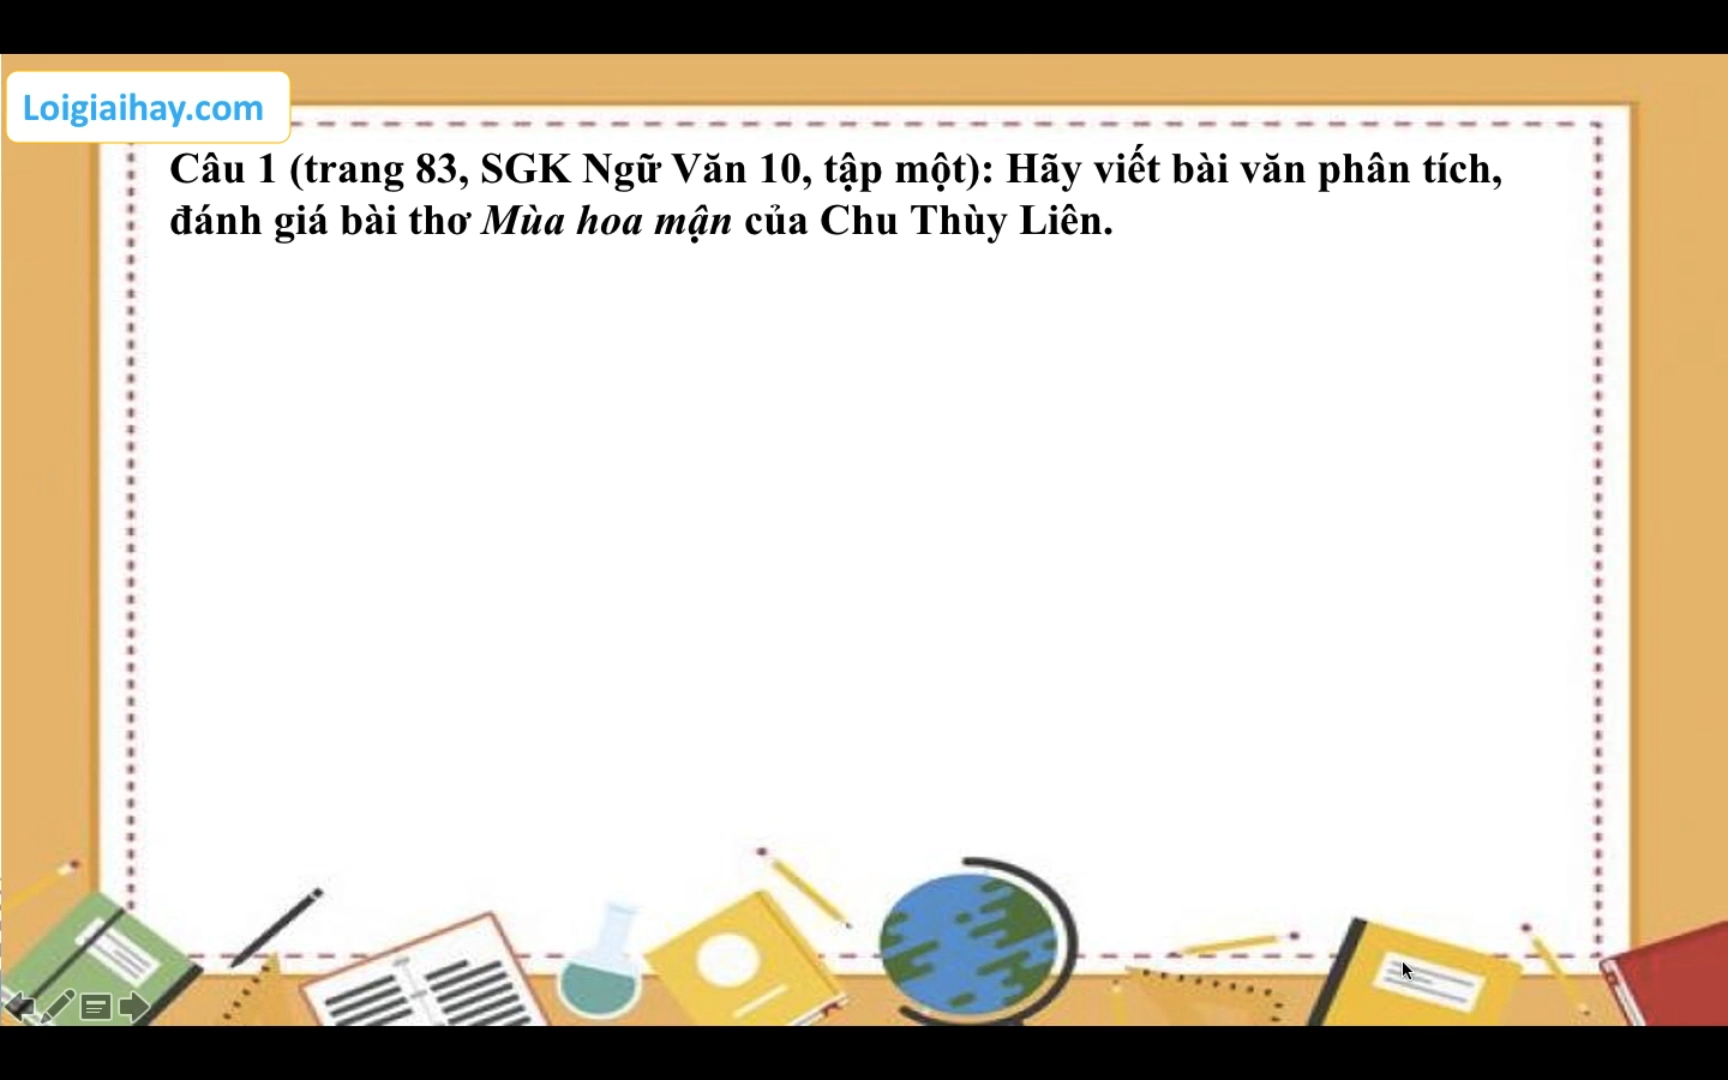 Loigiaihay.com
Câu 1 (trang 83, SGK Ngữ Văn 10, tập một): Hãy viết bài văn phân tích,
đánh giá bài thơ Mùa hoa mận của Chu Thùy Liên.